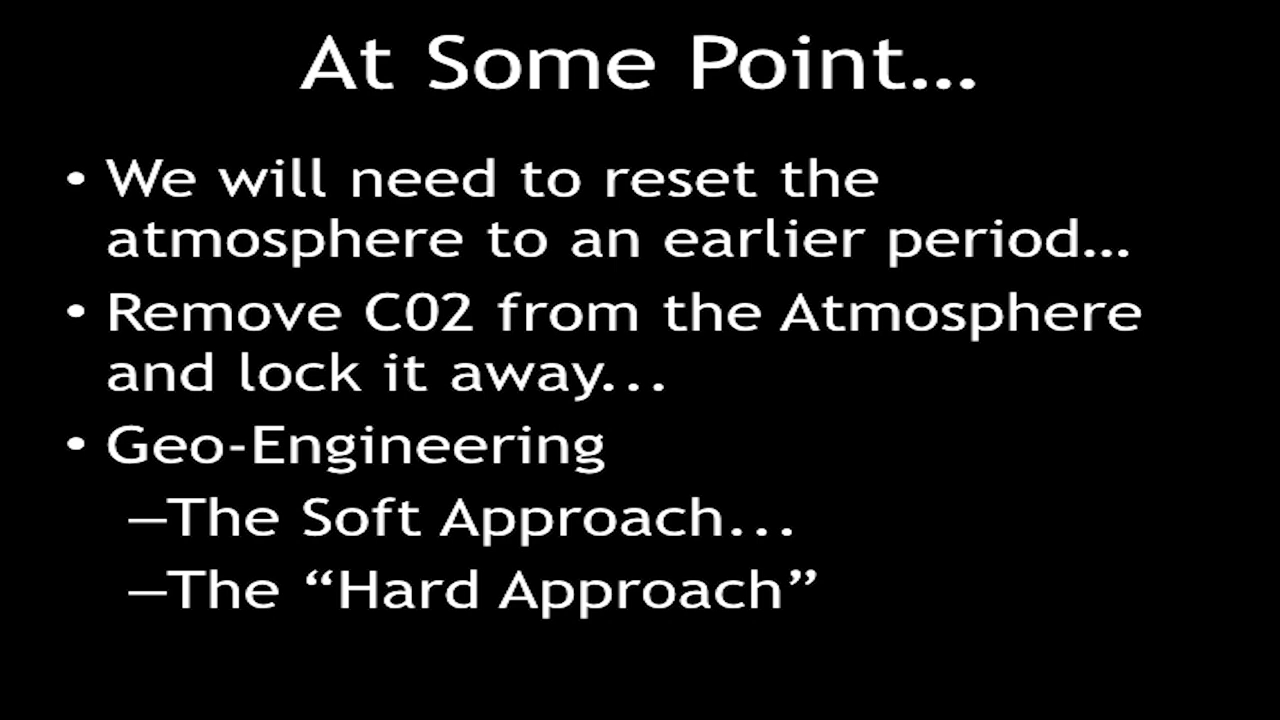 At Some Point…
• We will need to reset the
atmosphere to an earlier period…
• Remove C02 from the Atmosphere
and lock it away...
• Geo-Engineering
–The Soft Approach...
–The “Hard Approach”